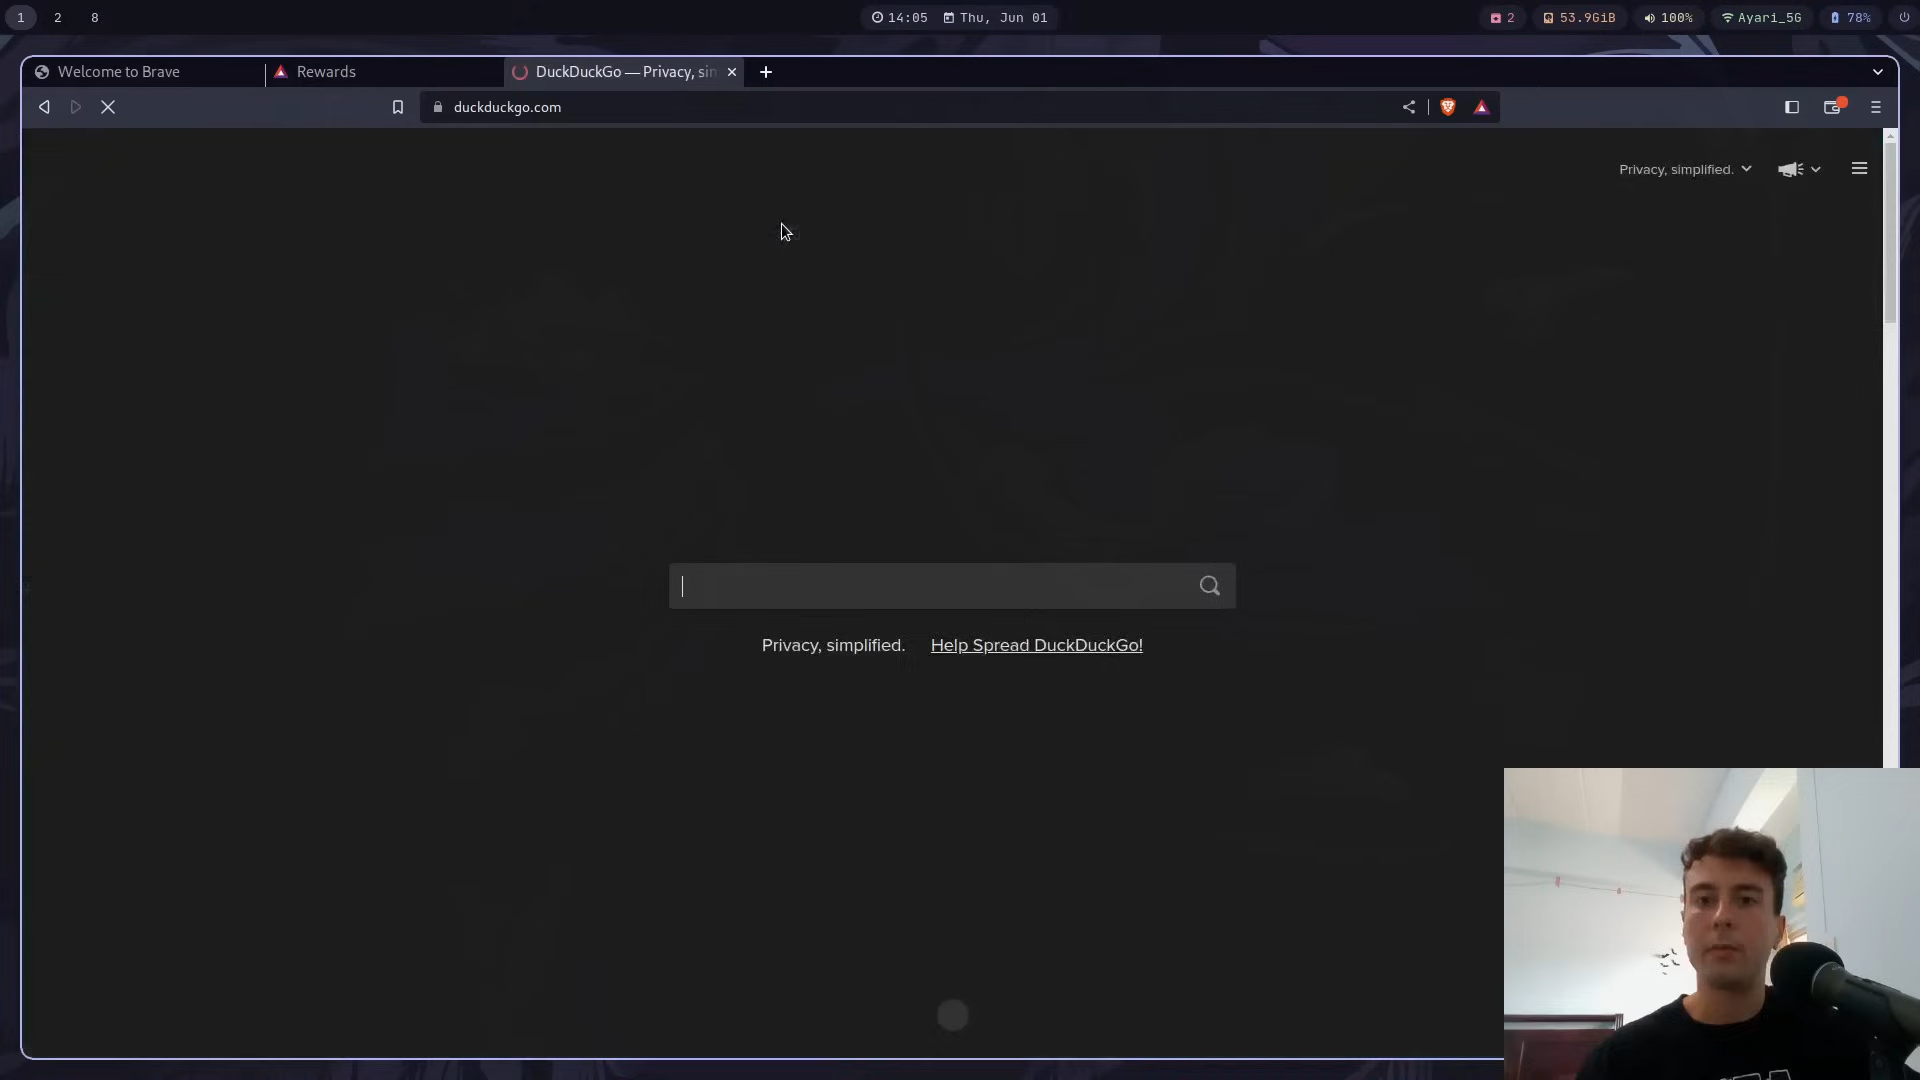 1 2 8 14:05 Thu, Jun 01 2 53.9GiB 100% Ayari_5G 78%
Welcome to Brave Rewards DuckDuckGo — Privacy, sim
duckduckgo.com
Privacy, simplified.
Privacy, simplified. Help Spread DuckDuckGo!